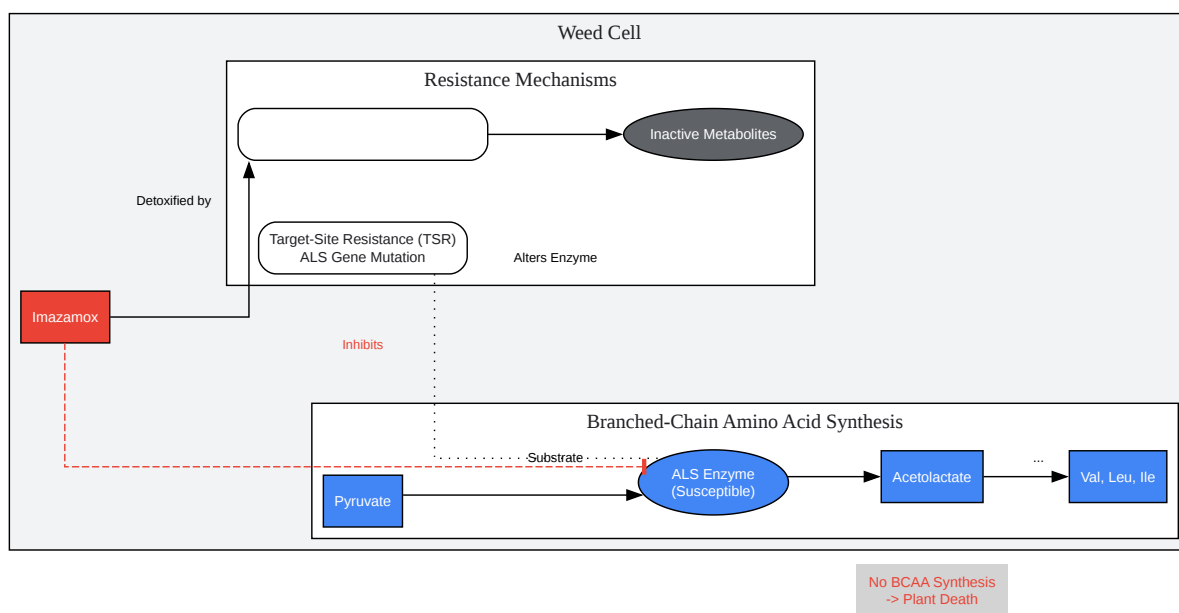 Weed Cell
Resistance Mechanisms
Inactive Metabolites
Detoxified by
Target-Site Resistance (TSR)
ALS Gene Mutation
Alters Enzyme
Imazamox
Inhibits
Branched-Chain Amino Acid Synthesis
Substrate
Pyruvate
ALS Enzyme
(Susceptible)
Acetolactate
...
Val, Leu, Ile
No BCAA Synthesis
-> Plant Death